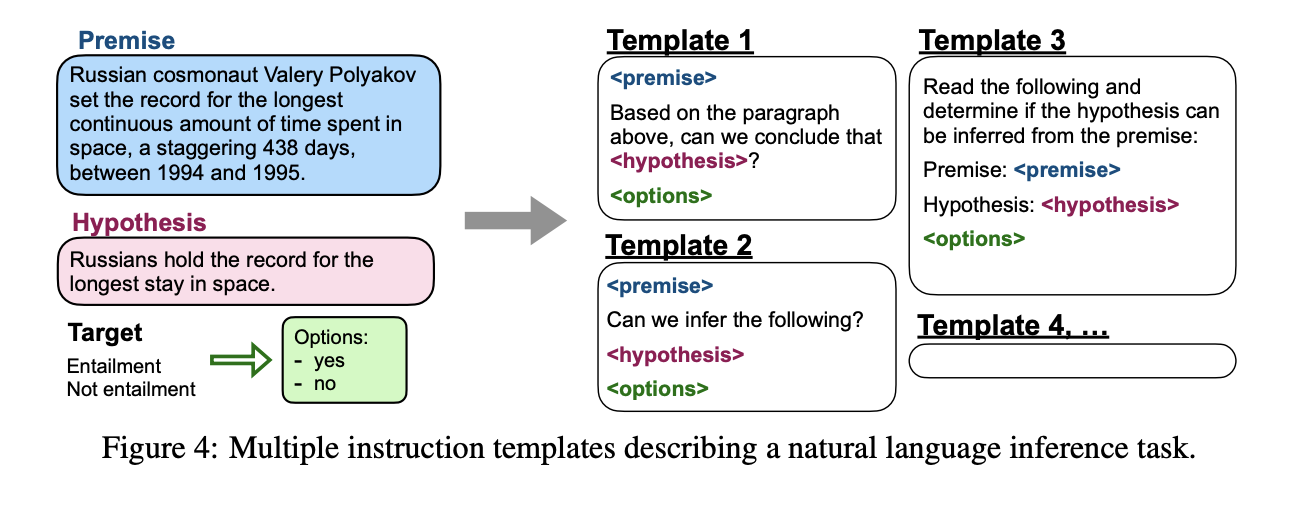 Premise
Russian cosmonaut Valery Polyakov
set the record for the longest
continuous amount of time spent in
space, a staggering 438 days,
between 1994 and 1995.
Hypothesis
Russians hold the record for the
longest stay in space.
Target
Entailment
Not entailment
Options:
- yes
- no
Template 1
<premise>
Based on the paragraph
above, can we conclude that
<hypothesis>?
<options>
Template 2
<premise>
Can we infer the following?
<hypothesis>
<options>
Template 3
Read the following and
determine if the hypothesis can
be inferred from the premise:
Premise: <premise>
Hypothesis: <hypothesis>
<options>
Template 4, ...
Figure 4: Multiple instruction templates describing a natural language inference task.